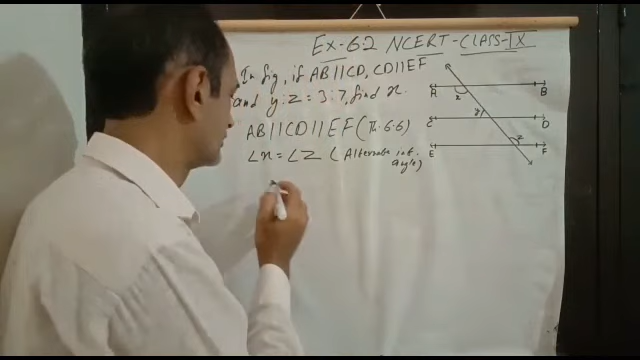 Ex-6.2 NCERT-CLASS-IX
In fig, if AB||CD, CD||EF
and y:z=3:7, find x.
AB||CD||EF (Th. 6.6)
∠x=∠z (Alternate int.
angle)
A B
x
C y D
z
E F